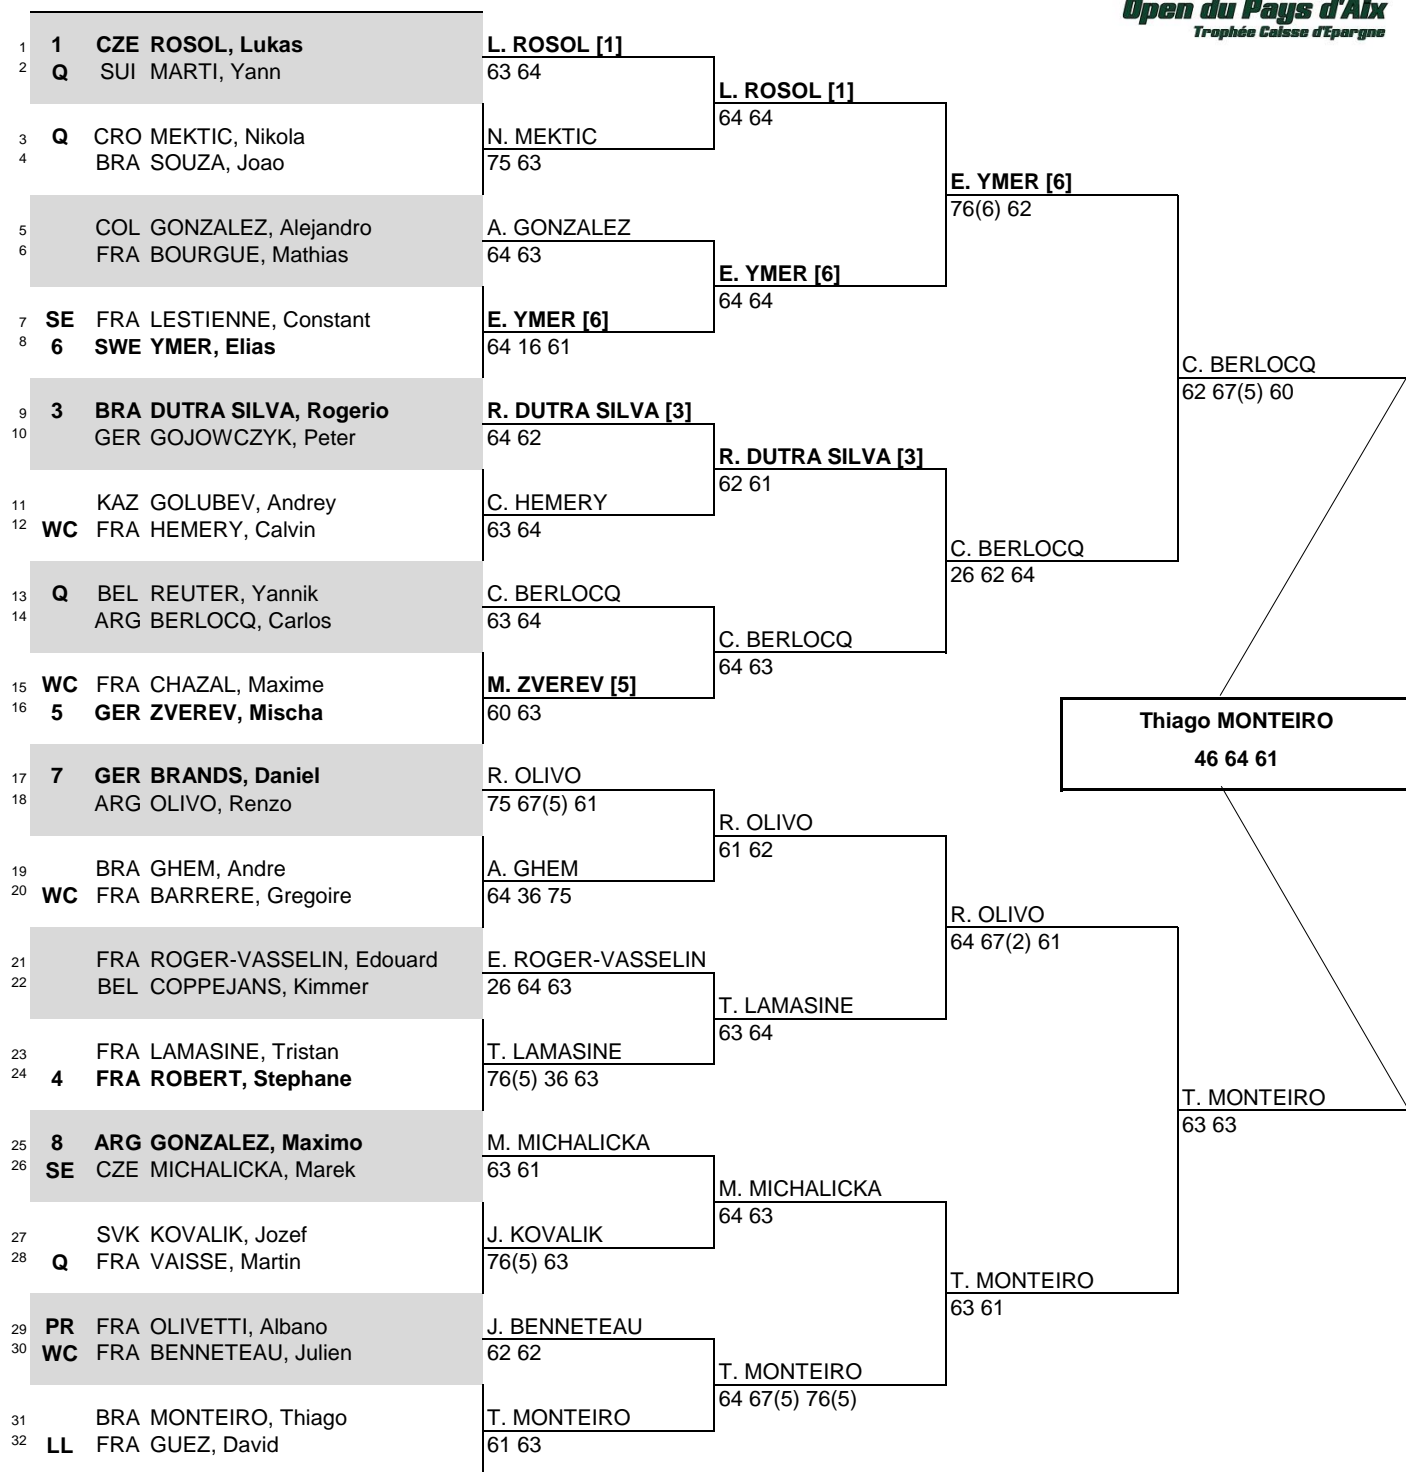 Open du Pays d'Aix
Trophée Caisse d'Epargne
1 1 CZE ROSOL, Lukas
2 Q SUI MARTI, Yann
3 Q CRO MEKTIC, Nikola
4 BRA SOUZA, Joao
5 COL GONZALEZ, Alejandro
6 FRA BOURGUE, Mathias
7 SE FRA LESTIENNE, Constant
8 6 SWE YMER, Elias
9 3 BRA DUTRA SILVA, Rogerio
10 GER GOJOWCZYK, Peter
11 KAZ GOLUBEV, Andrey
12 WC FRA HEMERY, Calvin
13 Q BEL REUTER, Yannik
14 ARG BERLOCQ, Carlos
15 WC FRA CHAZAL, Maxime
16 5 GER ZVEREV, Mischa
17 7 GER BRANDS, Daniel
18 ARG OLIVO, Renzo
19 BRA GHEM, Andre
20 WC FRA BARRERE, Gregoire
21 FRA ROGER-VASSELIN, Edouard
22 BEL COPPEJANS, Kimmer
23 FRA LAMASINE, Tristan
24 4 FRA ROBERT, Stephane
25 8 ARG GONZALEZ, Maximo
26 SE CZE MICHALICKA, Marek
27 SVK KOVALIK, Jozef
28 Q FRA VAISSE, Martin
29 PR FRA OLIVETTI, Albano
30 WC FRA BENNETEAU, Julien
31 BRA MONTEIRO, Thiago
32 LL FRA GUEZ, David
L. ROSOL [1]
63 64
N. MEKTIC
75 63
A. GONZALEZ
64 63
E. YMER [6]
64 16 61
R. DUTRA SILVA [3]
64 62
C. HEMERY
63 64
C. BERLOCQ
63 64
M. ZVEREV [5]
60 63
R. OLIVO
75 67(5) 61
A. GHEM
64 36 75
E. ROGER-VASSELIN
26 64 63
T. LAMASINE
76(5) 36 63
M. MICHALICKA
63 61
J. KOVALIK
76(5) 63
J. BENNETEAU
62 62
T. MONTEIRO
61 63
L. ROSOL [1]
64 64
E. YMER [6]
64 64
R. DUTRA SILVA [3]
62 61
C. BERLOCQ
64 63
R. OLIVO
61 62
T. LAMASINE
63 64
M. MICHALICKA
64 63
T. MONTEIRO
64 67(5) 76(5)
E. YMER [6]
76(6) 62
C. BERLOCQ
26 62 64
R. OLIVO
64 67(2) 61
T. MONTEIRO
63 61
C. BERLOCQ
62 67(5) 60
T. MONTEIRO
63 63
Thiago MONTEIRO
46 64 61